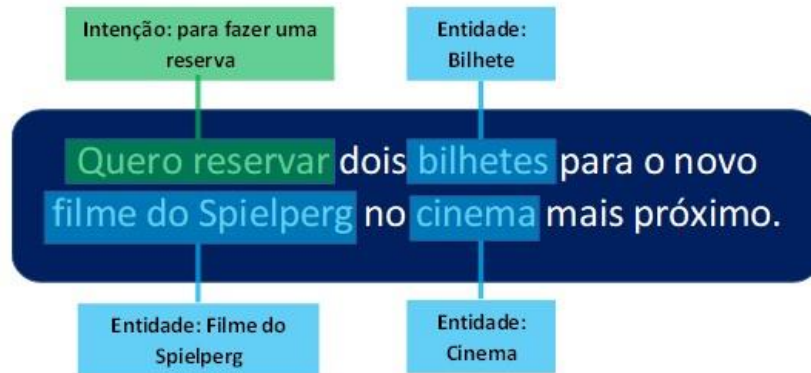 Intenção: para fazer uma
reserva
Entidade:
Bilhete
Quero reservar dois bilhetes para o novo
filme do Spielperg no cinema mais próximo.
Entidade: Filme do
Spielperg
Entidade:
Cinema